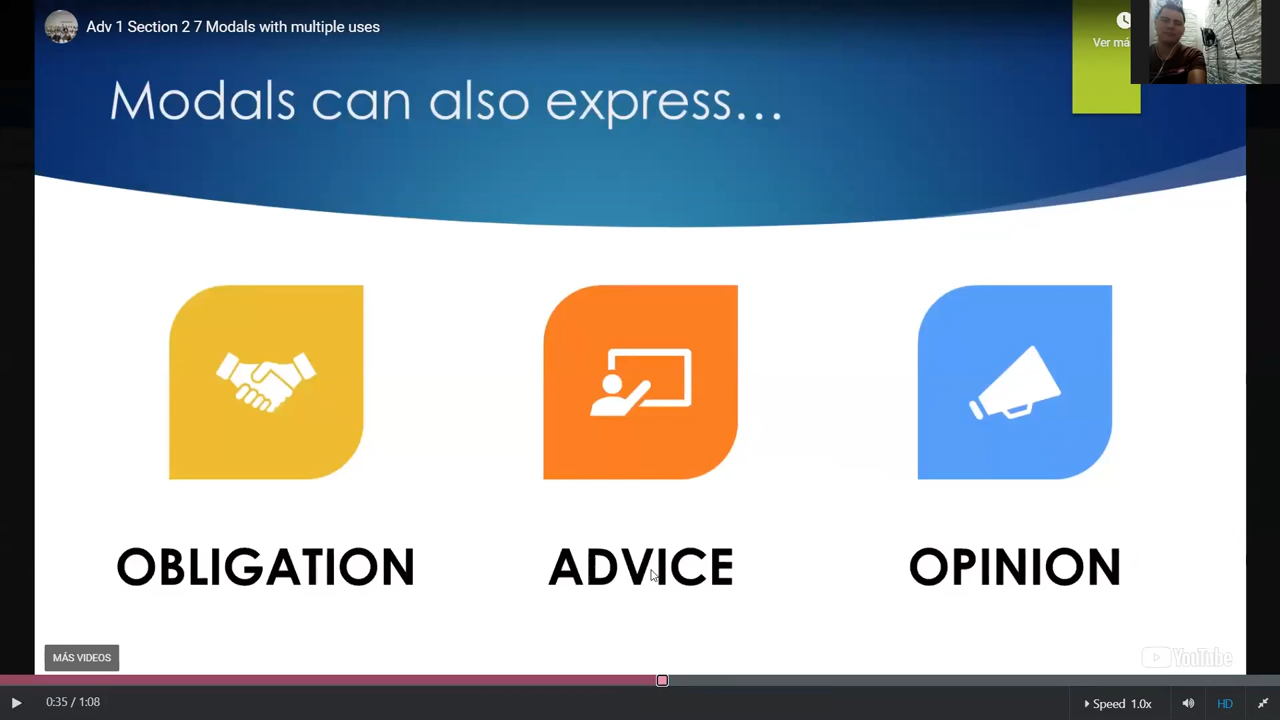 Adv 1 Section 2 7 Modals with multiple uses
Ver má
Modals can also express...
OBLIGATION
ADVICE
OPINION
MÁS VIDEOS
YouTube
0:35 / 1:08
Speed 1.0x
HD